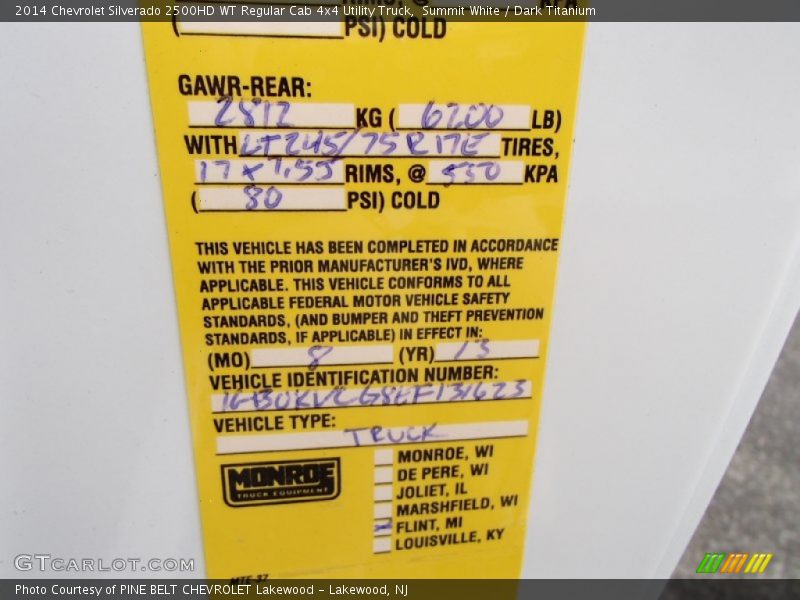 2014 Chevrolet Silverado 2500HD WT Regular Cab 4x4 Utility Truck, Summit White / Dark Titanium
( PSI) COLD
GAWR-REAR:
2812 KG ( 6200 LB)
WITH LT245/75R17E TIRES,
17 x 7.55 RIMS, @ 550 KPA
( 80 PSI) COLD
THIS VEHICLE HAS BEEN COMPLETED IN ACCORDANCE
WITH THE PRIOR MANUFACTURER'S IVD, WHERE
APPLICABLE. THIS VEHICLE CONFORMS TO ALL
APPLICABLE FEDERAL MOTOR VEHICLE SAFETY
STANDARDS, (AND BUMPER AND THEFT PREVENTION
STANDARDS, IF APPLICABLE) IN EFFECT IN:
(MO) 8 (YR) 13
VEHICLE IDENTIFICATION NUMBER:
VEHICLE TYPE:
TRUCK
MONROE
TRUCK EQUIPMENT
MONROE, WI
DE PERE, WI
JOLIET, IL
MARSHFIELD, WI
FLINT, MI
LOUISVILLE, KY
MTE-37
GTcarlot.com
Photo Courtesy of PINE BELT CHEVROLET Lakewood - Lakewood, NJ